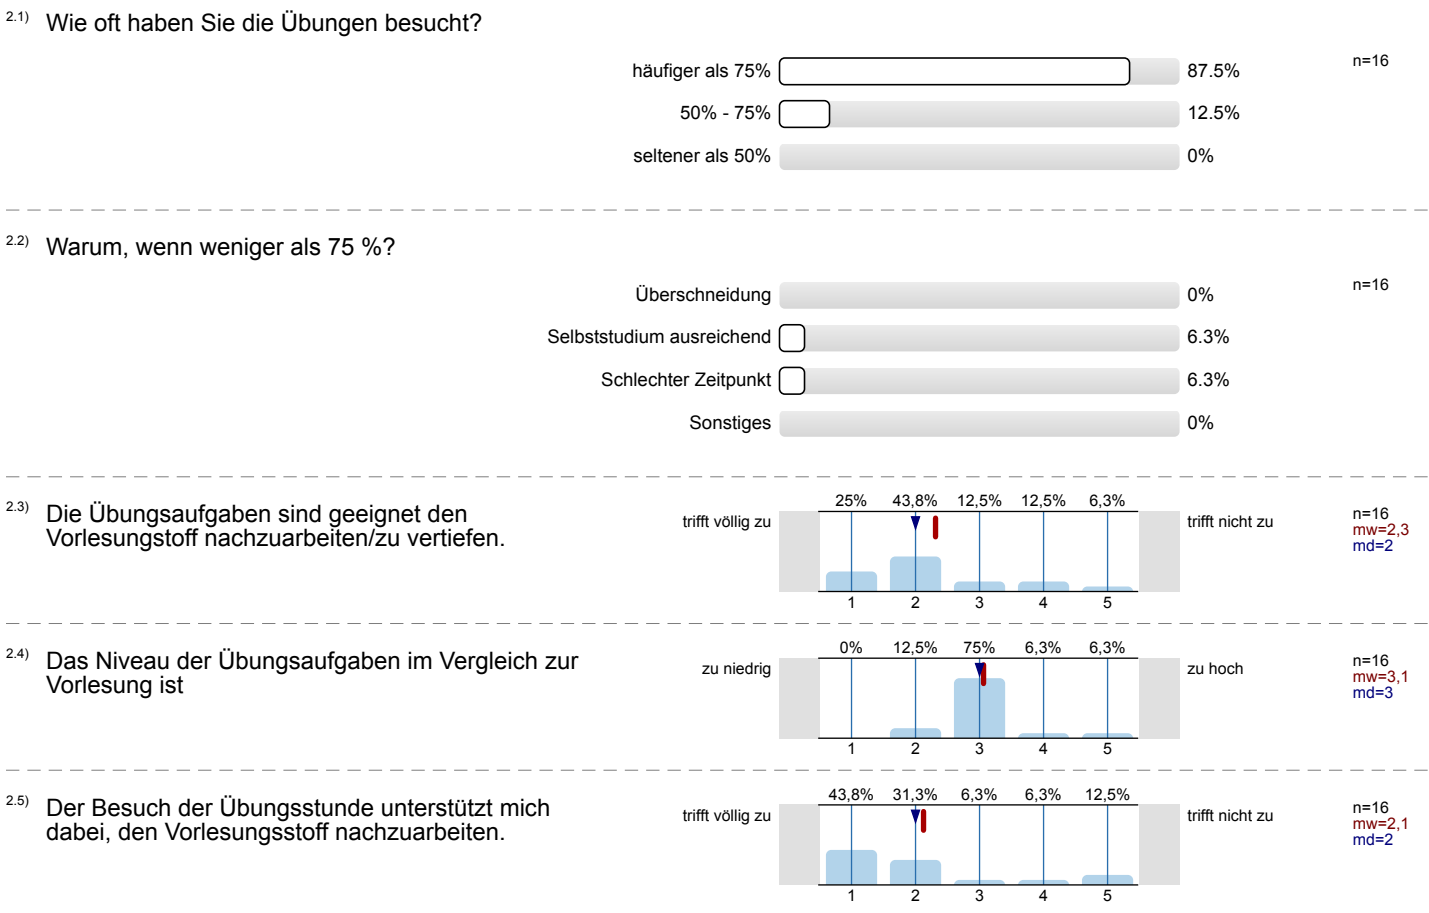 2.1) Wie oft haben Sie die Übungen besucht?
häufiger als 75% 87.5% n=16
50% - 75% 12.5%
seltener als 50% 0%
2.2) Warum, wenn weniger als 75 %?
Überschneidung 0% n=16
Selbststudium ausreichend 6.3%
Schlechter Zeitpunkt 6.3%
Sonstiges 0%
2.3) Die Übungsaufgaben sind geeignet den
Vorlesungstoff nachzuarbeiten/zu vertiefen.
25% 43,8% 12,5% 12,5% 6,3%
trifft völlig zu trifft nicht zu
1 2 3 4 5
n=16
mw=2,3
md=2
2.4) Das Niveau der Übungsaufgaben im Vergleich zur
Vorlesung ist
0% 12,5% 75% 6,3% 6,3%
zu niedrig zu hoch
1 2 3 4 5
n=16
mw=3,1
md=3
2.5) Der Besuch der Übungsstunde unterstützt mich
dabei, den Vorlesungsstoff nachzuarbeiten.
43,8% 31,3% 6,3% 6,3% 12,5%
trifft völlig zu trifft nicht zu
1 2 3 4 5
n=16
mw=2,1
md=2